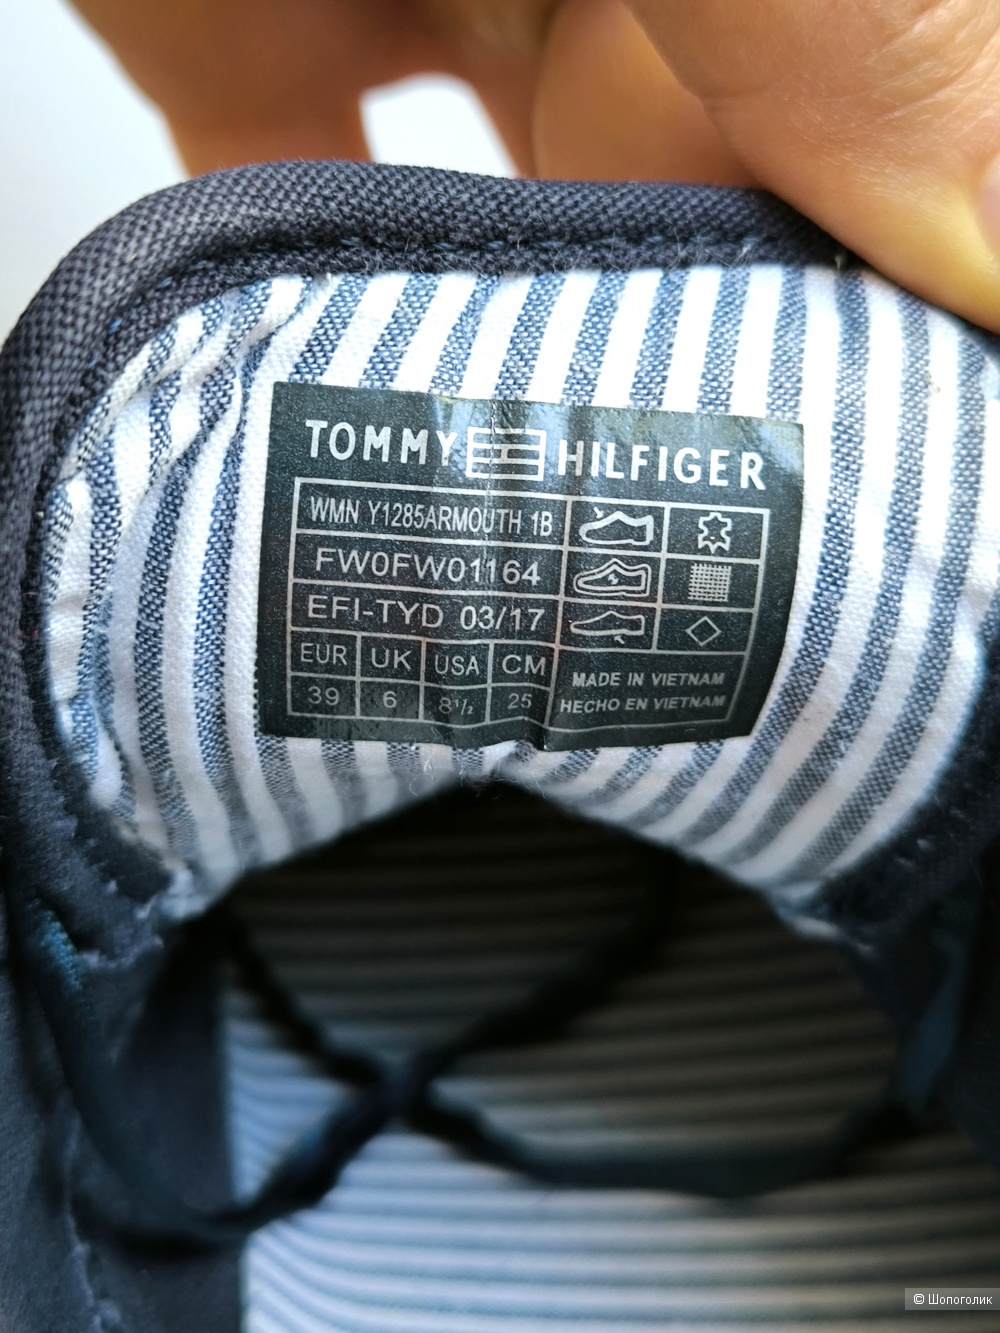 TOMMY HILFIGER
WMN Y1285ARMOUTH 1B
FW0FW01164
EFI-TYD 03/17
EUR UK USA CM
39 6 8½ 25
MADE IN VIETNAM
HECHO EN VIETNAM
© Шопоголик